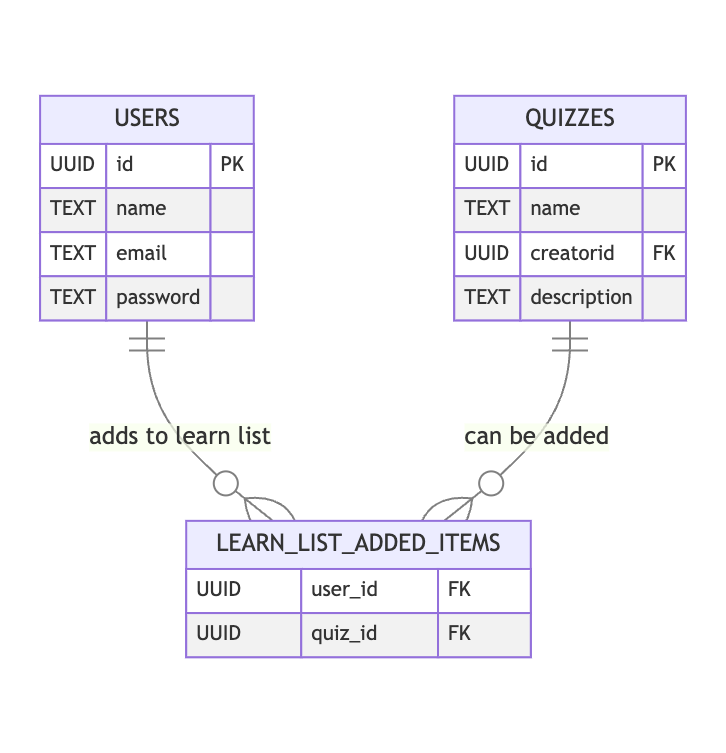 USERS
UUID id PK
TEXT name
TEXT email
TEXT password
QUIZZES
UUID id PK
TEXT name
UUID creatorid FK
TEXT description
adds to learn list
can be added
LEARN_LIST_ADDED_ITEMS
UUID user_id FK
UUID quiz_id FK